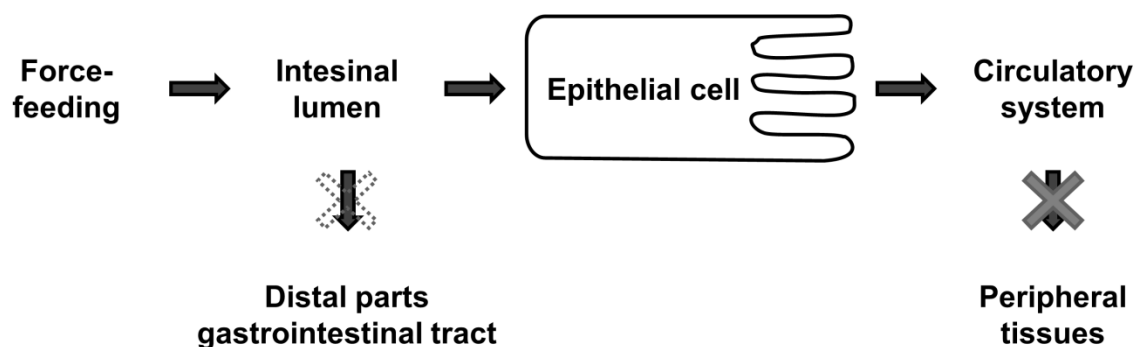 Force-
feeding
Intesinal
lumen
Epithelial cell
Circulatory
system
Distal parts
gastrointestinal tract
Peripheral
tissues